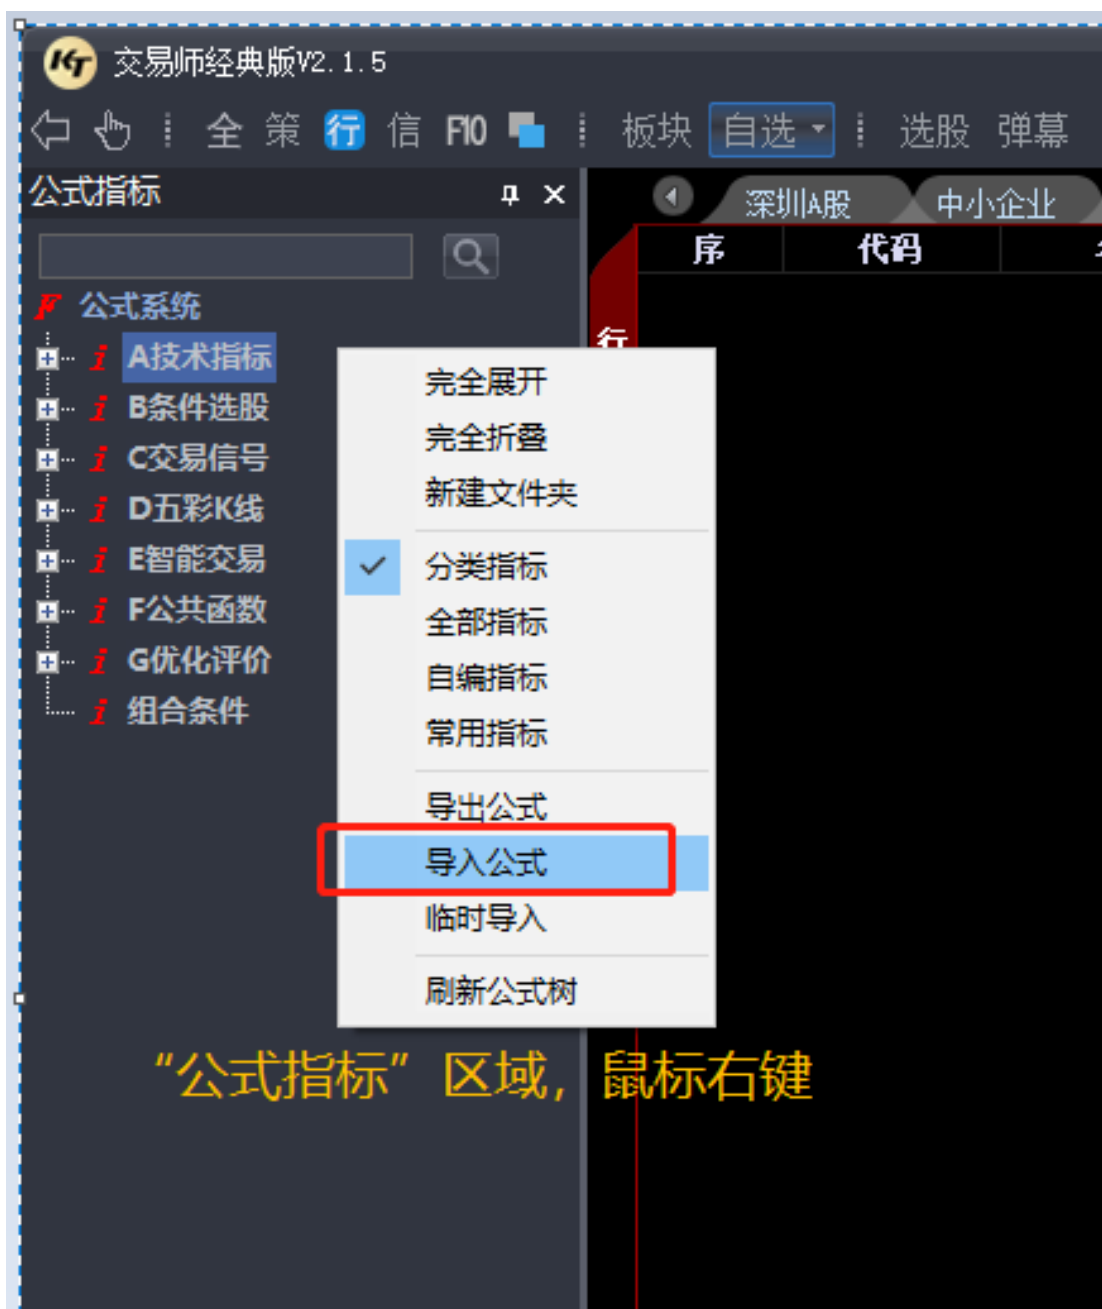 KT 交易师经典版V2.1.5
全 策 行 信 F10 板块 自选 选股 弹幕
公式指标
深圳A股 中小企业
序 代码
公式系统
行
A技术指标
B条件选股
C交易信号
D五彩K线
E智能交易
F公共函数
G优化评价
组合条件
完全展开
完全折叠
新建文件夹
分类指标
全部指标
自编指标
常用指标
导出公式
导入公式
临时导入
刷新公式树
“公式指标”区域，鼠标右键